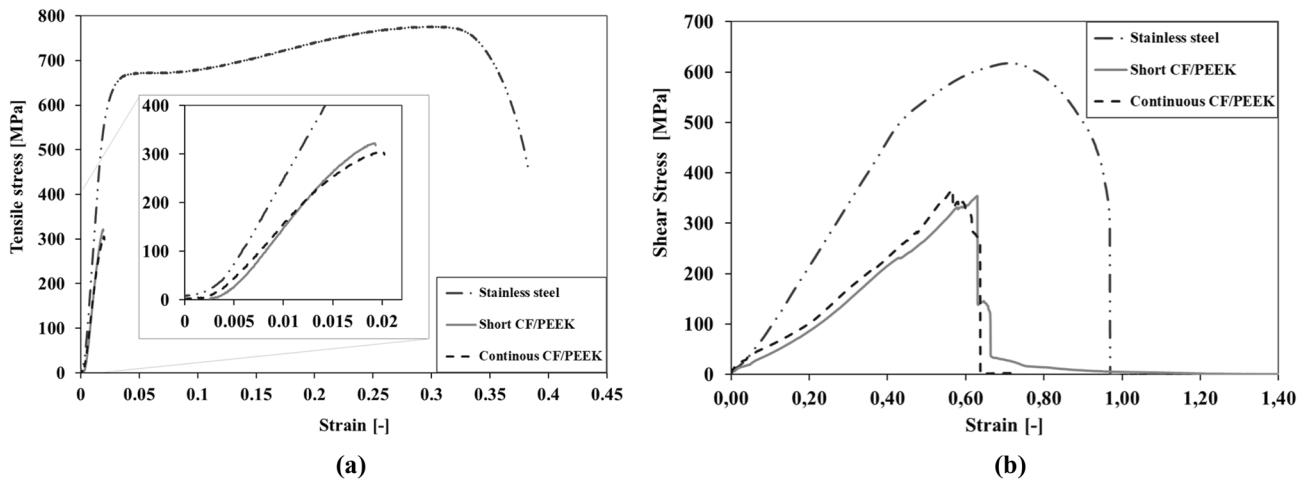 800
700
600
500
400
300
200
100
0
Tensile stress [MPa]
400
300
200
100
0
0 0.005 0.01 0.015 0.02
Stainless steel
Short CF/PEEK
Continous CF/PEEK
0 0.05 0.1 0.15 0.2 0.25 0.3 0.35 0.4 0.45
Strain [-]
(a)
700
600
500
400
300
200
100
0
Shear Stress [MPa]
Stainless steel
Short CF/PEEK
Continuous CF/PEEK
0,00 0,20 0,40 0,60 0,80 1,00 1,20 1,40
Strain [-]
(b)